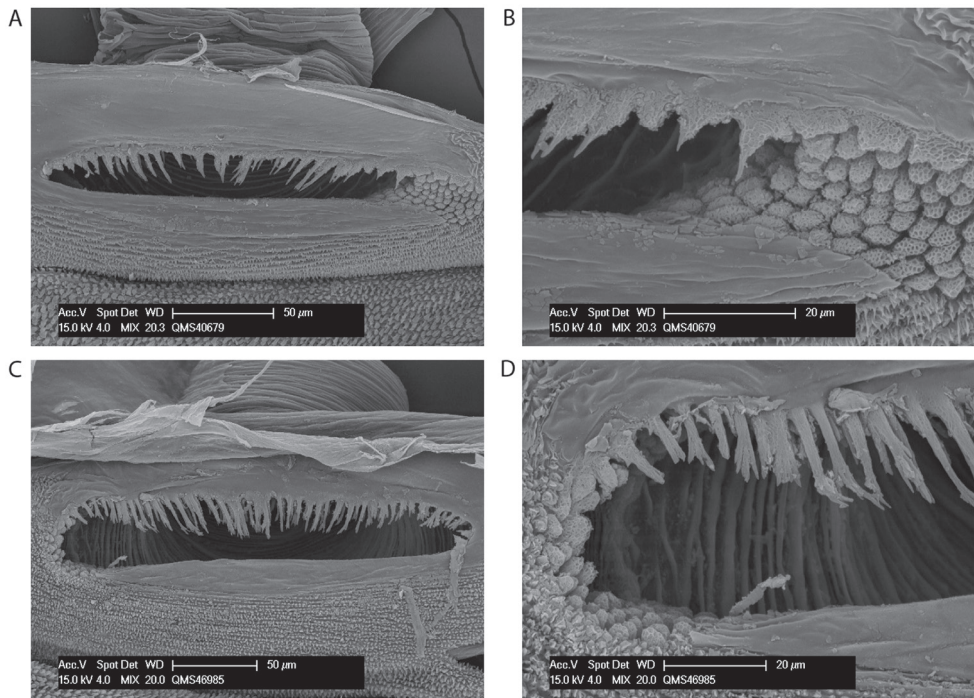 A
Acc.V Spot Det WD 50 µm
15.0 kV 4.0 MIX 20.3 QMS40679
B
Acc.V Spot Det WD 20 µm
15.0 kV 4.0 MIX 20.3 QMS40679
C
Acc.V Spot Det WD 50 µm
15.0 kV 4.0 MIX 20.0 QMS46985
D
Acc.V Spot Det WD 20 µm
15.0 kV 4.0 MIX 20.0 QMS46985